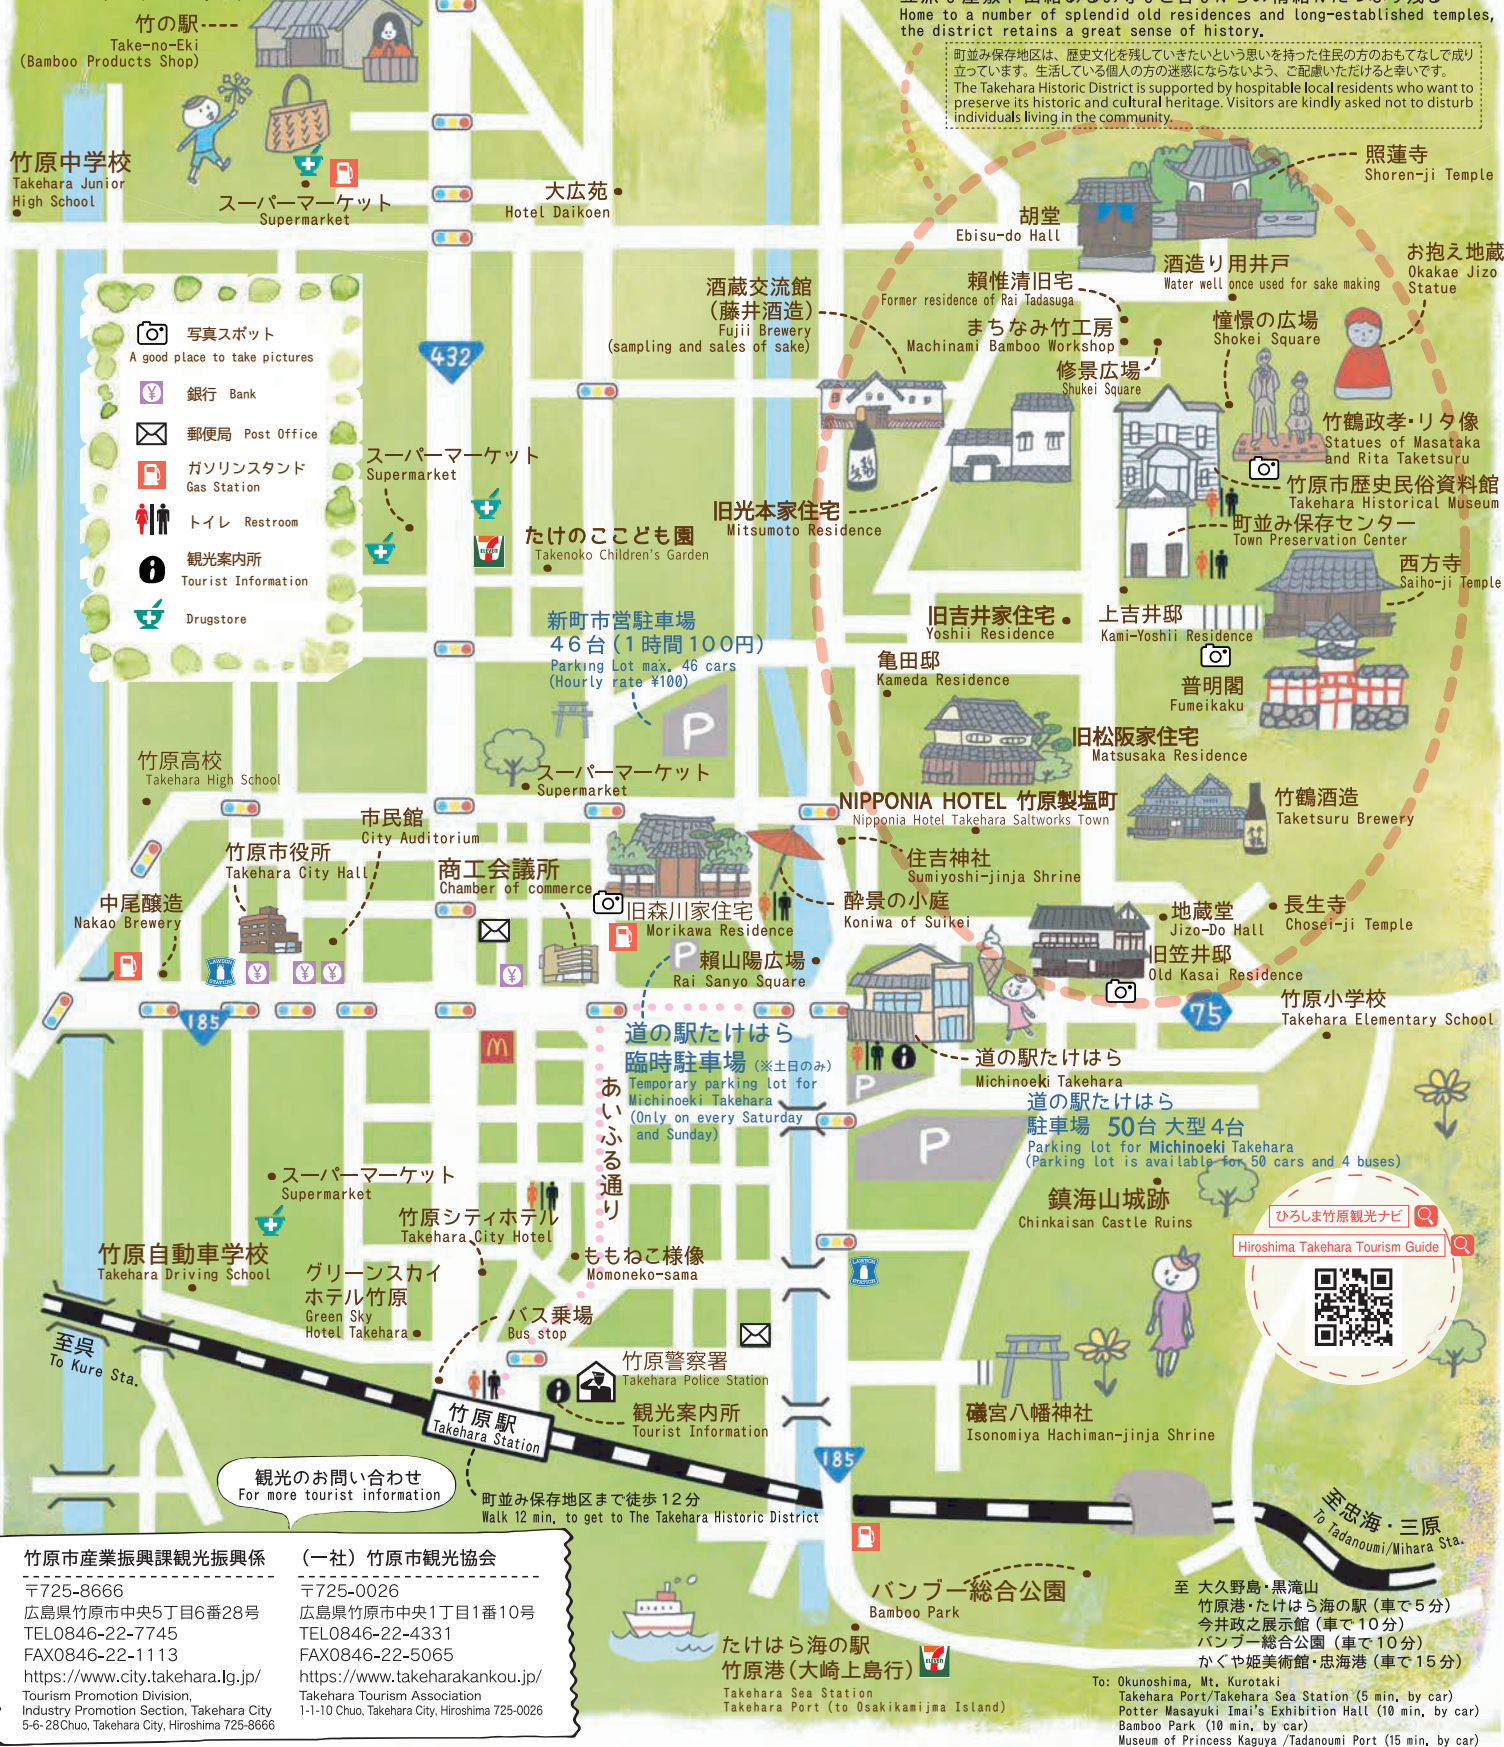 Home to a number of splendid old residences and long-established temples,
the district retains a great sense of history.
町並み保存地区は、歴史文化を残していきたいという思いを持った住民の方のおもてなしで成り
立っています。生活している個人の方の迷惑にならないよう、ご配慮いただけると幸いです。
The Takehara Historic District is supported by hospitable local residents who want to
preserve its historic and cultural heritage. Visitors are kindly asked not to disturb
individuals living in the community.
竹の駅
Take-no-Eki
(Bamboo Products Shop)
竹原中学校
Takehara Junior
High School
スーパーマーケット
Supermarket
大広苑
Hotel Daikoen
照蓮寺
Shoren-ji Temple
胡堂
Ebisu-do Hall
お抱え地蔵
Okakae Jizo
Statue
酒造り用井戸
Water well once used for sake making
頼惟清旧宅
Former residence of Rai Tadasuga
酒蔵交流館
(藤井酒造)
Fujii Brewery
(sampling and sales of sake)
まちなみ竹工房
Machinami Bamboo Workshop
憧憬の広場
Shokei Square
修景広場
Shukei Square
写真スポット
A good place to take pictures
銀行 Bank
郵便局 Post Office
ガソリンスタンド
Gas Station
トイレ Restroom
観光案内所
Tourist Information
Drugstore
432
竹鶴政孝・リタ像
Statues of Masataka
and Rita Taketsuru
竹原市歴史民俗資料館
Takehara Historical Museum
町並み保存センター
Town Preservation Center
スーパーマーケット
Supermarket
旧光本家住宅
Mitsumoto Residence
ELEVEN
たけのここども園
Takenoko Children's Garden
西方寺
Saiho-ji Temple
新町市営駐車場
46台(1時間100円)
Parking Lot max. 46 cars
(Hourly rate ¥100)
P
旧吉井家住宅
Yoshii Residence
上吉井邸
Kami-Yoshii Residence
亀田邸
Kameda Residence
普明閣
Fumeikaku
旧松阪家住宅
Matsusaka Residence
竹原高校
Takehara High School
スーパーマーケット
Supermarket
NIPPONIA HOTEL 竹原製塩町
Nipponia Hotel Takehara Saltworks Town
竹鶴酒造
Taketsuru Brewery
市民館
City Auditorium
竹原市役所
Takehara City Hall
商工会議所
Chamber of commerce
住吉神社
Sumiyoshi-jinja Shrine
中尾醸造
Nakao Brewery
旧森川家住宅
Morikawa Residence
酔景の小庭
Koniwa of Suikei
地蔵堂
Jizo-Do Hall
長生寺
Chosei-ji Temple
LAWSON
STATION
P
頼山陽広場
Rai Sanyo Square
旧笠井邸
Old Kasai Residence
185
75
竹原小学校
Takehara Elementary School
道の駅たけはら
臨時駐車場(※土日のみ)
Temporary parking lot for
Michinoeki Takehara
(Only on every Saturday
and Sunday)
あいふる通り
道の駅たけはら
Michinoeki Takehara
P
道の駅たけはら
駐車場 50台 大型4台
Parking lot for Michinoeki Takehara
(Parking lot is available for 50 cars and 4 buses)
P
スーパーマーケット
Supermarket
竹原シティホテル
Takehara City Hotel
鎮海山城跡
Chinkaisan Castle Ruins
ひろしま竹原観光ナビ
Hiroshima Takehara Tourism Guide
竹原自動車学校
Takehara Driving School
グリーンスカイ
ホテル竹原
Green Sky
Hotel Takehara
ももねこ様像
Momoneko-sama
LAWSON
STATION
バス乗場
Bus stop
至呉
To Kure Sta.
竹原警察署
Takehara Police Station
竹原駅
Takehara Station
観光案内所
Tourist Information
礒宮八幡神社
Isonomiya Hachiman-jinja Shrine
185
観光のお問い合わせ
For more tourist information
町並み保存地区まで徒歩12分
Walk 12 min. to get to The Takehara Historic District
至忠海・三原
To Tadanoumi/Mihara Sta.
竹原市産業振興課観光振興係
〒725-8666
広島県竹原市中央5丁目6番28号
TEL0846-22-7745
FAX0846-22-1113
https://www.city.takehara.lg.jp/
Tourism Promotion Division,
Industry Promotion Section, Takehara City
5-6-28Chuo, Takehara City, Hiroshima 725-8666
(一社)竹原市観光協会
〒725-0026
広島県竹原市中央1丁目1番10号
TEL0846-22-4331
FAX0846-22-5065
https://www.takeharakankou.jp/
Takehara Tourism Association
1-1-10 Chuo, Takehara City, Hiroshima 725-0026
バンブー総合公園
Bamboo Park
たけはら海の駅
竹原港(大崎上島行)
ELEVEN
Takehara Sea Station
Takehara Port (to Osakikamijma Island)
至 大久野島・黒滝山
竹原港・たけはら海の駅(車で5分)
今井政之展示館(車で10分)
バンブー総合公園(車で10分)
かぐや姫美術館・忠海港(車で15分)
To: Okunoshima, Mt. Kurotaki
Takehara Port/Takehara Sea Station (5 min. by car)
Potter Masayuki Imai's Exhibition Hall (10 min. by car)
Bamboo Park (10 min. by car)
Museum of Princess Kaguya /Tadanoumi Port (15 min. by car)